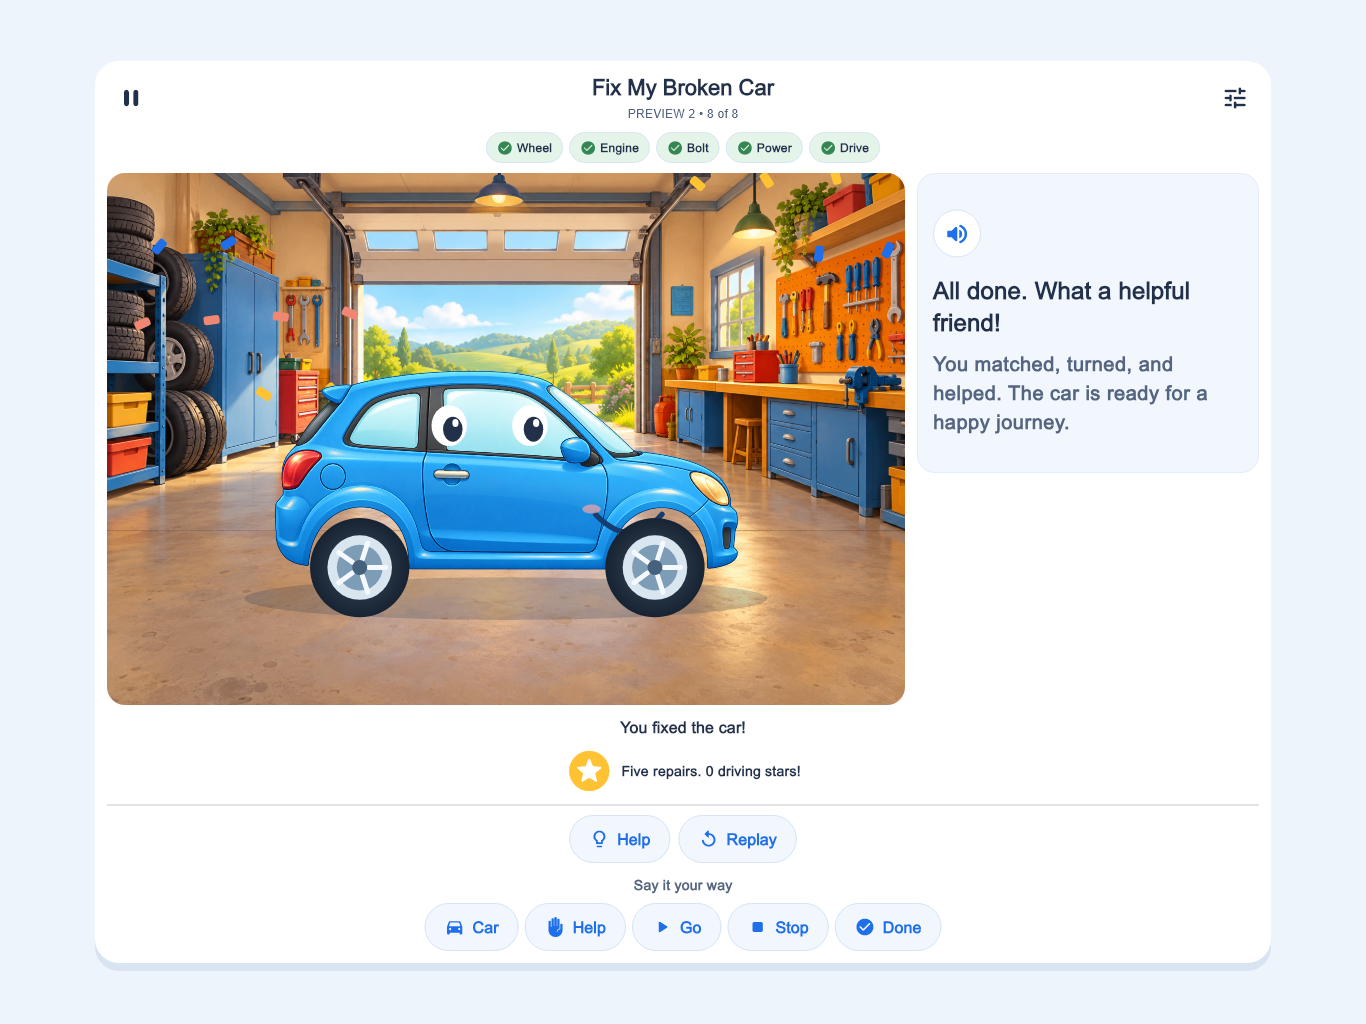 Fix My Broken Car
PREVIEW 2 • 8 of 8
Wheel
Engine
Bolt
Power
Drive
All done. What a helpful
friend!
You matched, turned, and
helped. The car is ready for a
happy journey.
You fixed the car!
Five repairs. 0 driving stars!
Help
Replay
Say it your way
Car
Help
Go
Stop
Done